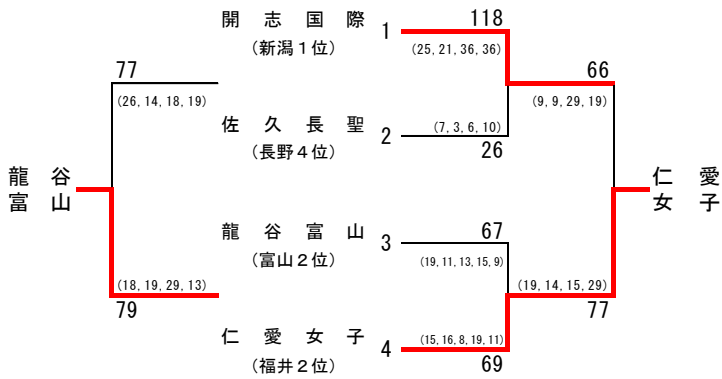 開志国際
1
118
(新潟1位)
(25, 21, 36, 36)
77
66
(26, 14, 18, 19)
(9, 9, 29, 19)
佐久長聖
2
(7, 3, 6, 10)
(長野4位)
26
龍谷
富山
仁愛
女子
龍谷富山
3
67
(富山2位)
(19, 11, 13, 15, 9)
(18, 19, 29, 13)
(19, 14, 15, 29)
79
77
仁愛女子
4
(15, 16, 8, 19, 11)
(福井2位)
69